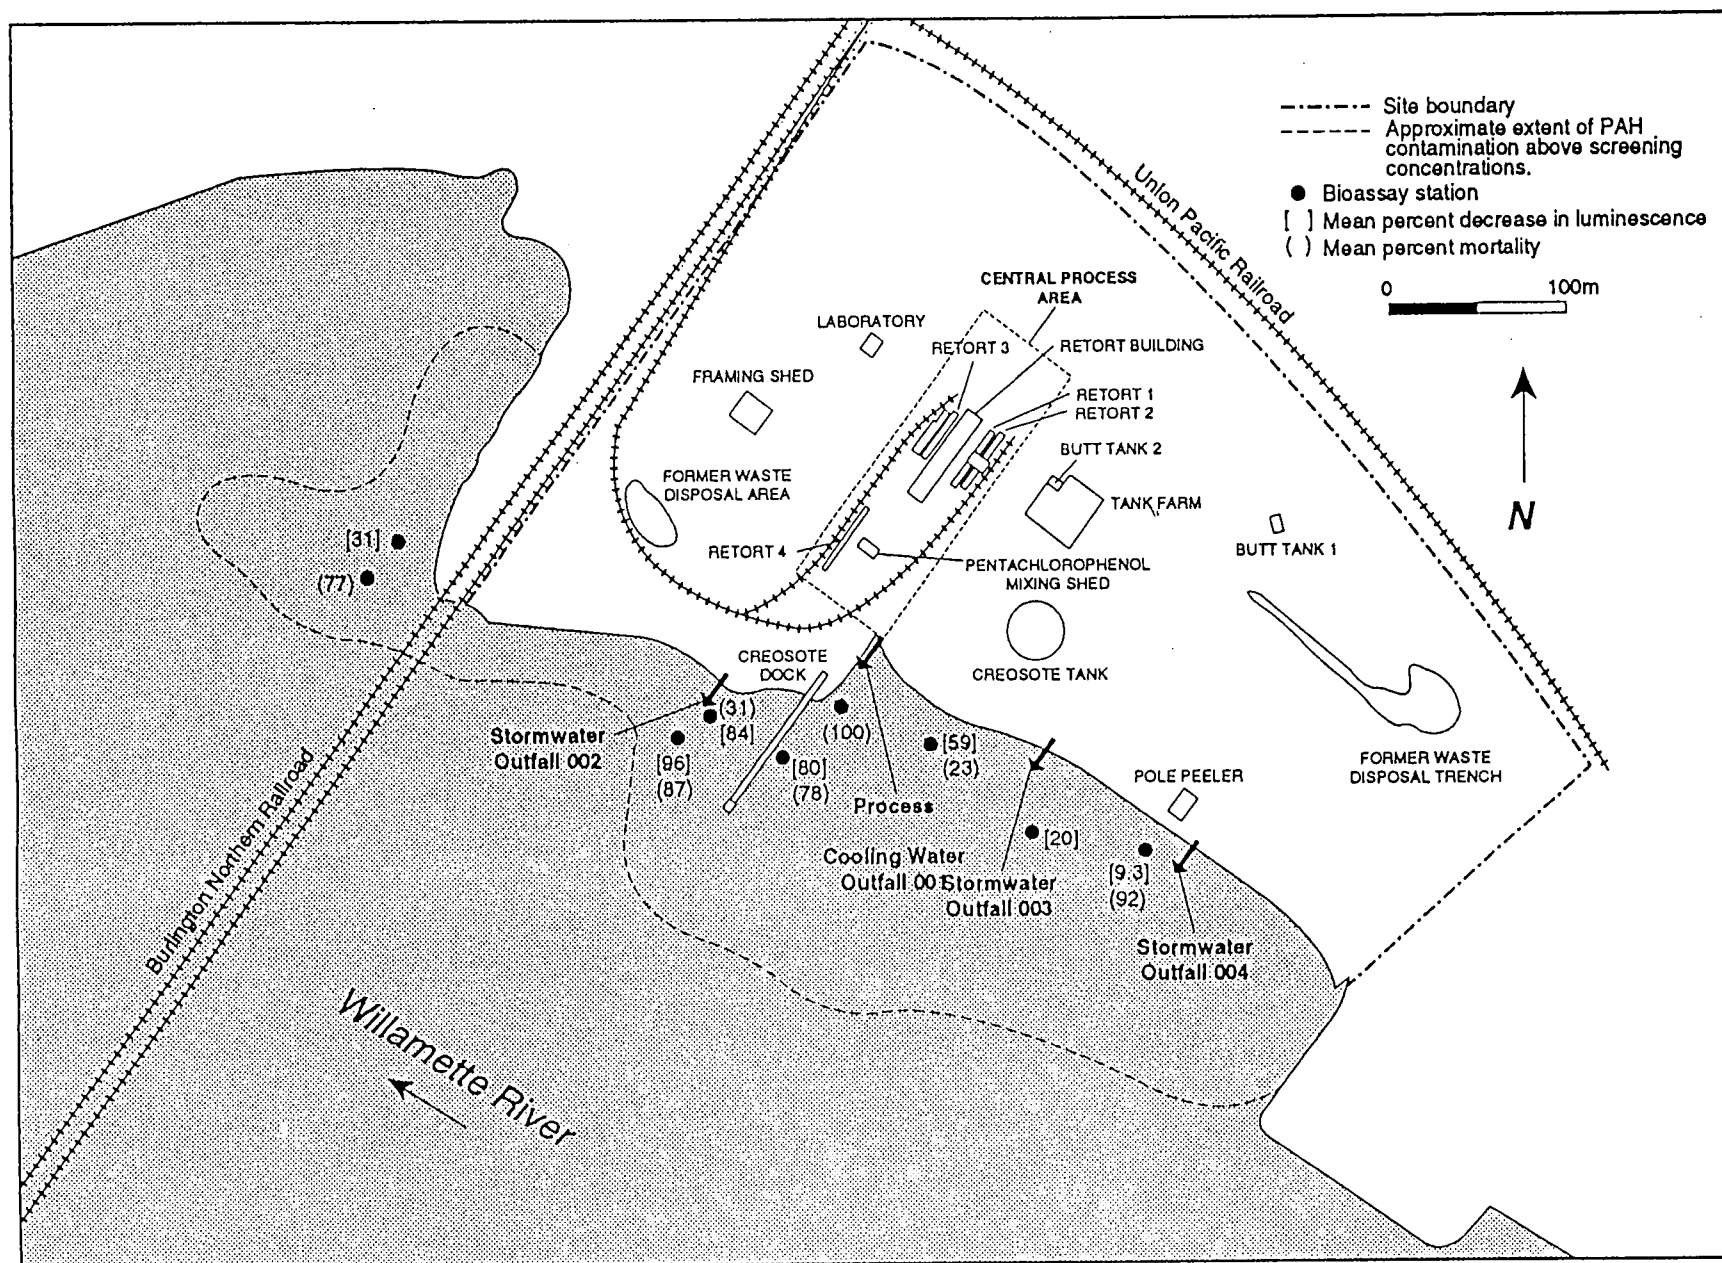 Site boundary
Approximate extent of PAH
contamination above screening
concentrations.
Bioassay station
[ ] Mean percent decrease in luminescence
( ) Mean percent mortality
0 100m
N
Union Pacific Railroad
CENTRAL PROCESS
AREA
LABORATORY
RETORT 3
RETORT BUILDING
FRAMING SHED
RETORT 1
RETORT 2
BUTT TANK 2
FORMER WASTE
DISPOSAL AREA
TANK FARM
RETORT 4
BUTT TANK 1
PENTACHLOROPHENOL
MIXING SHED
[31]
(77)
CREOSOTE
DOCK
CREOSOTE TANK
Stormwater
Outfall 002
(31)
[84]
[96]
(87)
(100)
[80]
(78)
[59]
(23)
Process
FORMER WASTE
DISPOSAL TRENCH
POLE PEELER
[20]
Cooling Water
Outfall 001
Stormwater
Outfall 003
[9.3]
(92)
Stormwater
Outfall 004
Burlington Northern Railroad
Willamette River